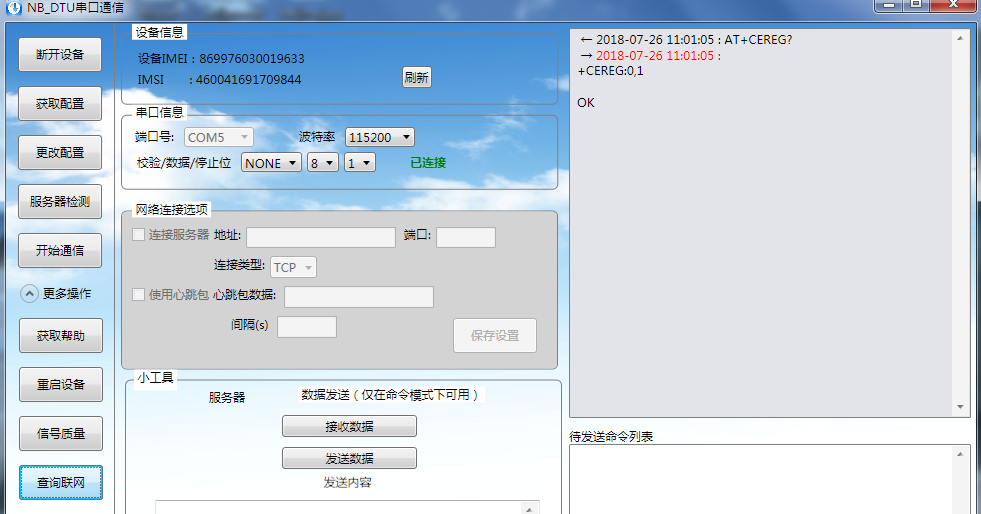 NB_DTU串口通信
断开设备
获取配置
更改配置
服务器检测
开始通信
更多操作
获取帮助
重启设备
信号质量
查询联网
设备信息
设备IMEI : 869976030019633
IMSI : 460041691709844
刷新
串口信息
端口号: COM5 波特率 115200
校验/数据/停止位 NONE 8 1 已连接
网络连接选项
连接服务器 地址: 端口:
连接类型: TCP
使用心跳包 心跳包数据:
间隔(s)
保存设置
小工具
服务器 数据发送（仅在命令模式下可用）
接收数据
发送数据
发送内容
← 2018-07-26 11:01:05 : AT+CEREG?
→ 2018-07-26 11:01:05 :
+CEREG:0,1
OK
待发送命令列表